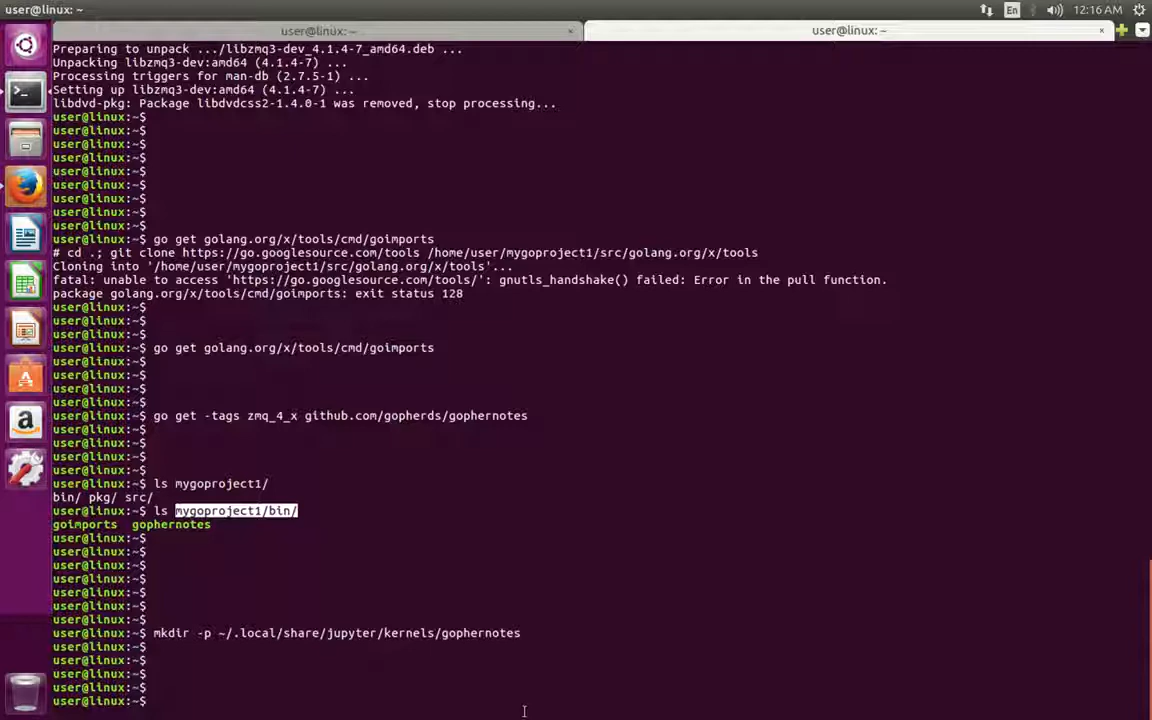 user@linux: ~
En
12:16 AM
user@linux: ~
×
user@linux: ~
×
Preparing to unpack .../libzmq3-dev_4.1.4-7_amd64.deb ...
Unpacking libzmq3-dev:amd64 (4.1.4-7) ...
Processing triggers for man-db (2.7.5-1) ...
Setting up libzmq3-dev:amd64 (4.1.4-7) ...
libdvd-pkg: Package libdvdcss2-1.4.0-1 was removed, stop processing...
user@linux:~$
user@linux:~$
user@linux:~$
user@linux:~$
user@linux:~$
user@linux:~$
user@linux:~$
user@linux:~$
user@linux:~$
user@linux:~$ go get golang.org/x/tools/cmd/goimports
# cd .; git clone https://go.googlesource.com/tools /home/user/mygoproject1/src/golang.org/x/tools
Cloning into '/home/user/mygoproject1/src/golang.org/x/tools'...
fatal: unable to access 'https://go.googlesource.com/tools/': gnutls_handshake() failed: Error in the pull function.
package golang.org/x/tools/cmd/goimports: exit status 128
user@linux:~$
user@linux:~$
user@linux:~$
user@linux:~$ go get golang.org/x/tools/cmd/goimports
user@linux:~$
user@linux:~$
user@linux:~$
user@linux:~$
user@linux:~$ go get -tags zmq_4_x github.com/gopherds/gophernotes
user@linux:~$
user@linux:~$
user@linux:~$
user@linux:~$
user@linux:~$ ls mygoproject1/
bin/ pkg/ src/
user@linux:~$ ls mygoproject1/bin/
goimports  gophernotes
user@linux:~$
user@linux:~$
user@linux:~$
user@linux:~$
user@linux:~$
user@linux:~$
user@linux:~$
user@linux:~$ mkdir -p ~/.local/share/jupyter/kernels/gophernotes
user@linux:~$
user@linux:~$
user@linux:~$
user@linux:~$
user@linux:~$